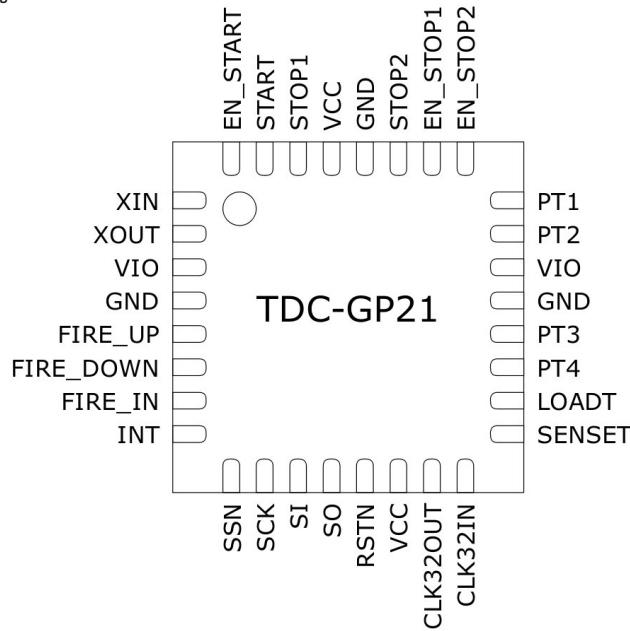 EN_START
START
STOP1
VCC
GND
STOP2
EN_STOP1
EN_STOP2
XIN
XOUT
VIO
GND
FIRE_UP
FIRE_DOWN
FIRE_IN
INT
TDC-GP21
PT1
PT2
VIO
GND
PT3
PT4
LOADT
SENSET
SSN
SCK
SI
SO
RSTN
VCC
CLK32OUT
CLK32IN